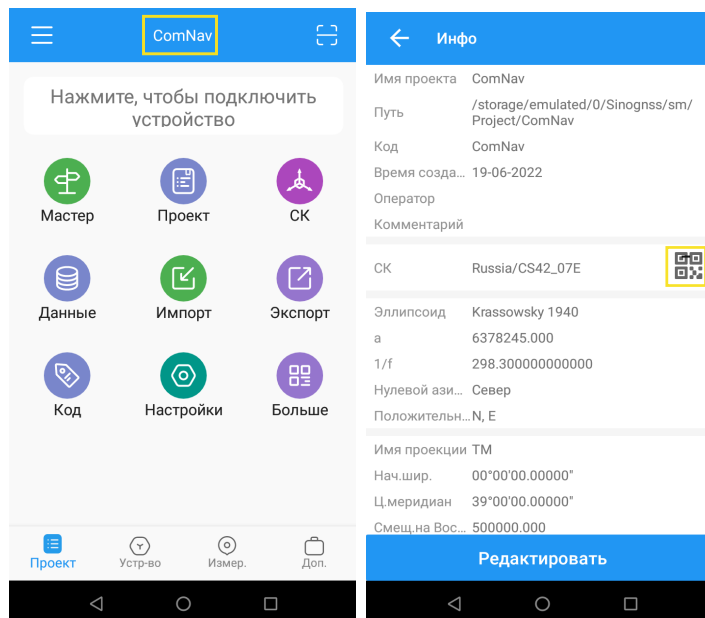 ComNav
Нажмите, чтобы подключить
устройство
Мастер
Проект
СК
Данные
Импорт
Экспорт
Код
Настройки
Больше
Проект
Устр-во
Измер.
Доп.
Инфо
Имя проекта ComNav
Путь /storage/emulated/0/Sinognss/sm/
Project/ComNav
Код ComNav
Время созда... 19-06-2022
Оператор
Комментарий
СК Russia/CS42_07E
Эллипсоид Krassowsky 1940
a 6378245.000
1/f 298.300000000000
Нулевой ази... Север
Положительн... N, E
Имя проекции TM
Нач.шир. 00°00'00.00000"
Ц.меридиан 39°00'00.00000"
Смещ.на Вос... 500000.000
Редактировать